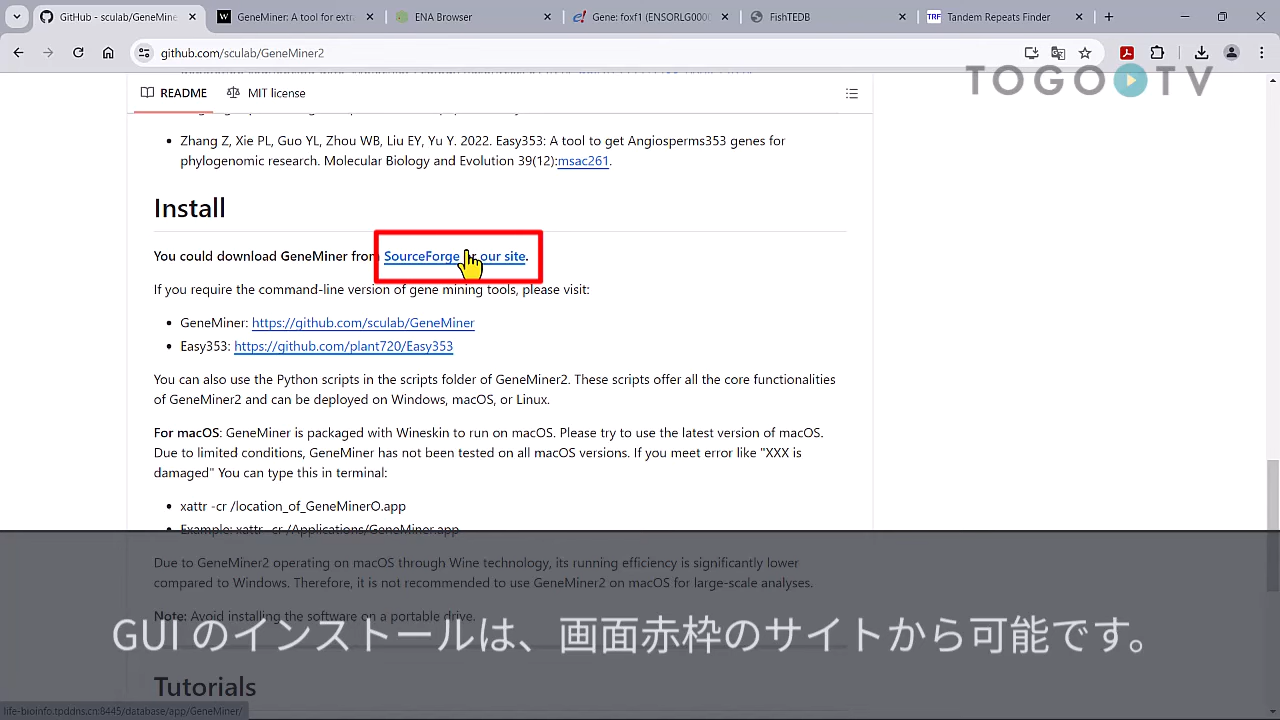 GitHub - sculab/GeneMine
GeneMiner: A tool for extra
ENA Browser
Gene: foxf1 (ENSORLG000
FishTEDB
TRF
Tandem Repeats Finder
github.com/sculab/GeneMiner2
TOGO TV
README
MIT license
Zhang Z, Xie PL, Guo YL, Zhou WB, Liu EY, Yu Y. 2022. Easy353: A tool to get Angiosperms353 genes for
phylogenomic research. Molecular Biology and Evolution 39(12):msac261.
Install
You could download GeneMiner from SourceForge or our site.
If you require the command-line version of gene mining tools, please visit:
GeneMiner: https://github.com/sculab/GeneMiner
Easy353: https://github.com/plant720/Easy353
You can also use the Python scripts in the scripts folder of GeneMiner2. These scripts offer all the core functionalities
of GeneMiner2 and can be deployed on Windows, macOS, or Linux.
For macOS: GeneMiner is packaged with Wineskin to run on macOS. Please try to use the latest version of macOS.
Due to limited conditions, GeneMiner has not been tested on all macOS versions. If you meet error like "XXX is
damaged" You can type this in terminal:
xattr -cr /location_of_GeneMinerO.app
Example: xattr -cr /Applications/GeneMiner.app
Due to GeneMiner2 operating on macOS through Wine technology, its running efficiency is significantly lower
compared to Windows. Therefore, it is not recommended to use GeneMiner2 on macOS for large-scale analyses.
Note: Avoid installing the software on a portable drive.
GUI のインストールは、画面赤枠のサイトから可能です。
Tutorials
life-bioinfo.tpddns.cn:8445/database/app/GeneMiner/